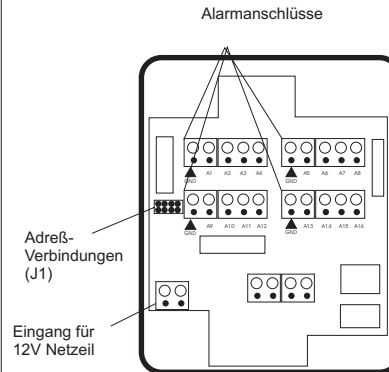 Alarmanschlüsse
A1 A2 A3 A4 A5 A6 A7 A8
GND GND
A9 A10 A11 A12 A13 A14 A15 A16
GND GND
Adreß-
Verbindungen
(J1)
Eingang für
12V Netzeil